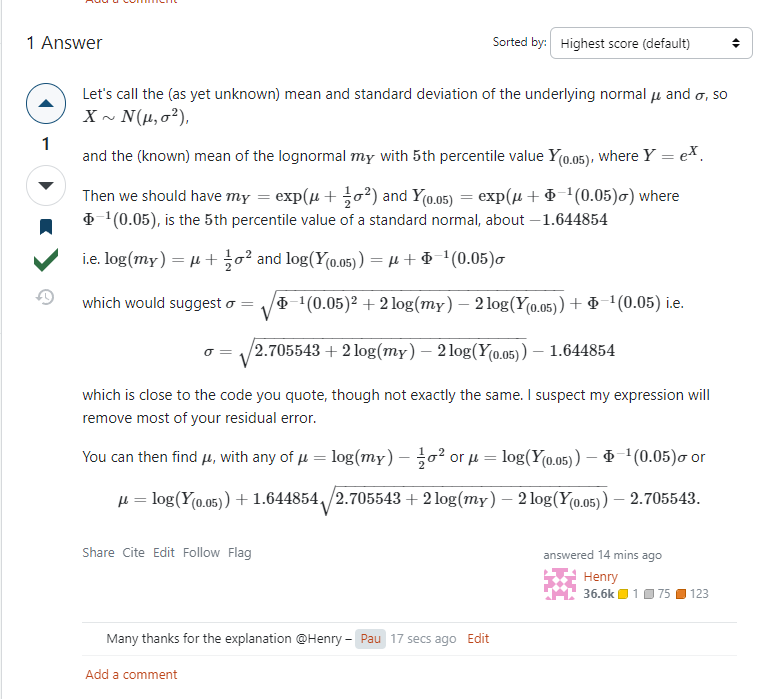 1 Answer
Sorted by: Highest score (default)
Let's call the (as yet unknown) mean and standard deviation of the underlying normal μ and σ, so
X ∼ N(μ, σ²),
1
and the (known) mean of the lognormal m_Y with 5th percentile value Y_(0.05), where Y = e^X.
Then we should have m_Y = exp(μ + ½σ²) and Y_(0.05) = exp(μ + Φ⁻¹(0.05)σ) where
Φ⁻¹(0.05), is the 5th percentile value of a standard normal, about −1.644854
i.e. log(m_Y) = μ + ½σ² and log(Y_(0.05)) = μ + Φ⁻¹(0.05)σ
which would suggest σ = √(Φ⁻¹(0.05)² + 2 log(m_Y) − 2 log(Y_(0.05))) + Φ⁻¹(0.05) i.e.
σ = √(2.705543 + 2 log(m_Y) − 2 log(Y_(0.05))) − 1.644854
which is close to the code you quote, though not exactly the same. I suspect my expression will
remove most of your residual error.
You can then find μ, with any of μ = log(m_Y) − ½σ² or μ = log(Y_(0.05)) − Φ⁻¹(0.05)σ or
μ = log(Y_(0.05)) + 1.644854√(2.705543 + 2 log(m_Y) − 2 log(Y_(0.05))) − 2.705543.
Share Cite Edit Follow Flag
answered 14 mins ago
Henry
36.6k 1 75 123
Many thanks for the explanation @Henry – Pau 17 secs ago Edit
Add a comment